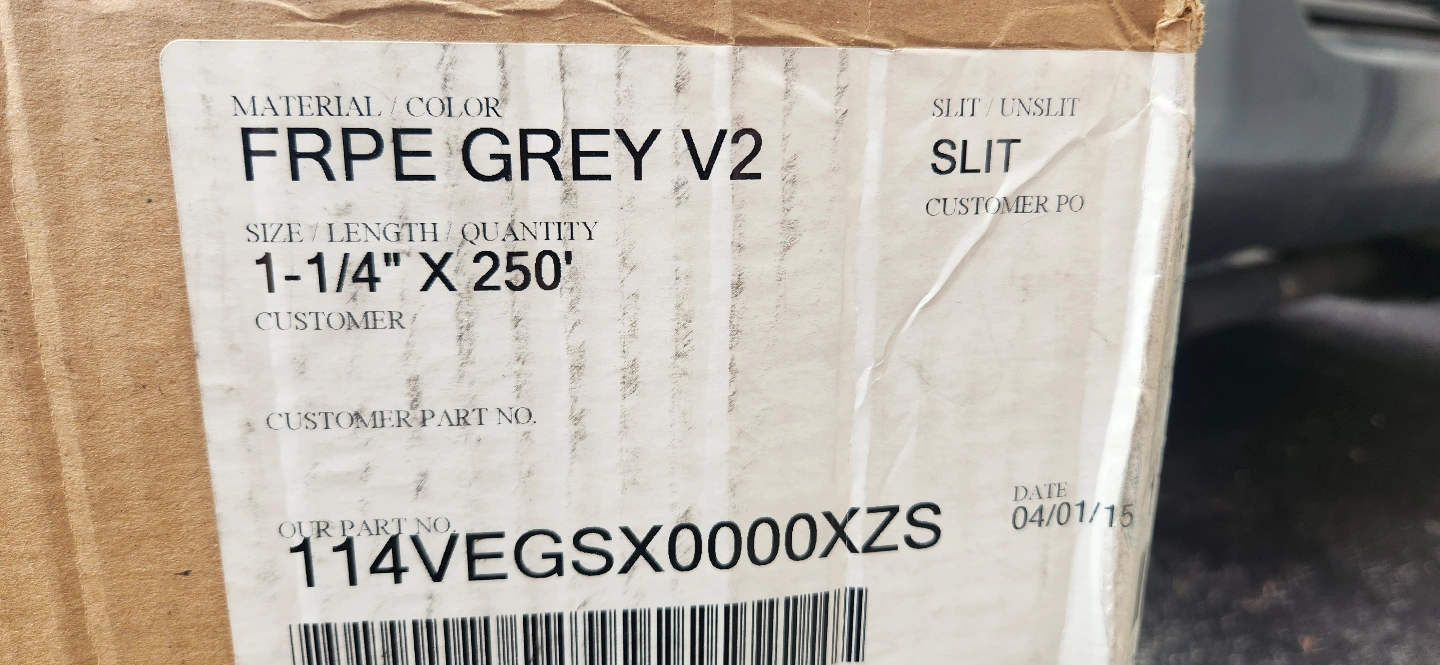 MATERIAL / COLOR
FRPE GREY V2
SLIT / UNSLIT
SLIT
CUSTOMER PO
SIZE / LENGTH / QUANTITY
1-1/4" X 250'
CUSTOMER
CUSTOMER PART NO.
OUR PART NO.
114VEGSX0000XZS
DATE
04/01/15